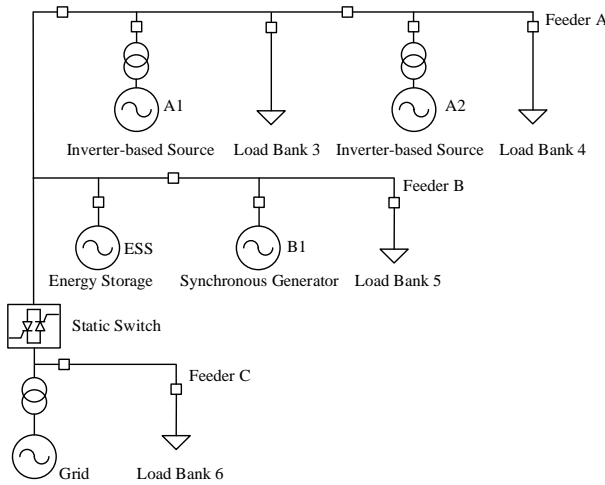 Feeder A
A1
A2
Inverter-based Source
Load Bank 3
Inverter-based Source
Load Bank 4
Feeder B
ESS
B1
Energy Storage
Synchronous Generator
Load Bank 5
Static Switch
Feeder C
Grid
Load Bank 6